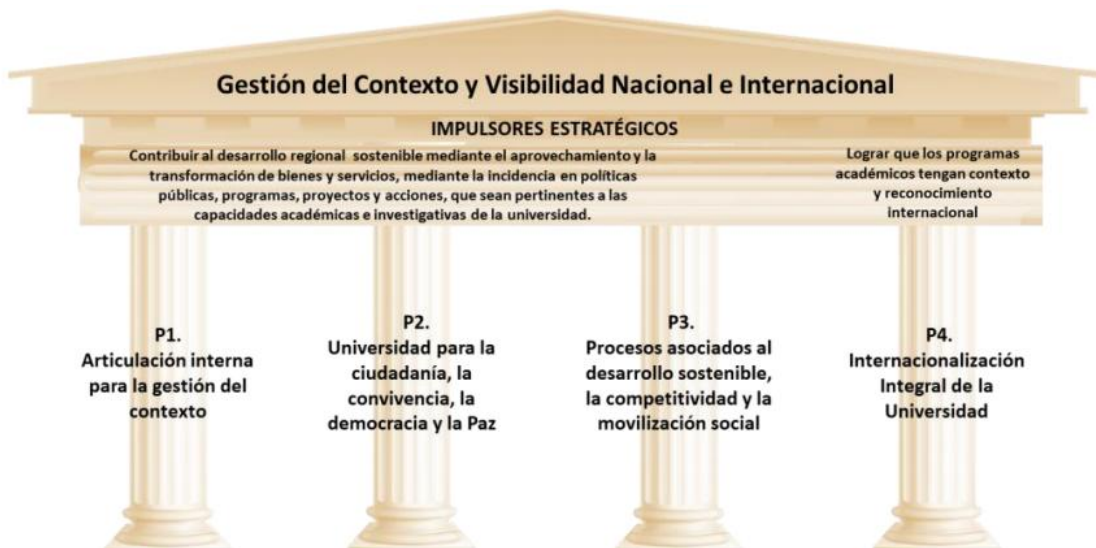 Gestión del Contexto y Visibilidad Nacional e Internacional
IMPULSORES ESTRATÉGICOS
Contribuir al desarrollo regional sostenible mediante el aprovechamiento y la
transformación de bienes y servicios, mediante la incidencia en políticas
públicas, programas, proyectos y acciones, que sean pertinentes a las
capacidades académicas e investigativas de la universidad.
Lograr que los programas
académicos tengan contexto
y reconocimiento
internacional
P1.
Articulación interna
para la gestión del
contexto
P2.
Universidad para la
ciudadanía, la
convivencia, la
democracia y la Paz
P3.
Procesos asociados al
desarrollo sostenible,
la competitividad y la
movilización social
P4.
Internacionalización
Integral de la
Universidad